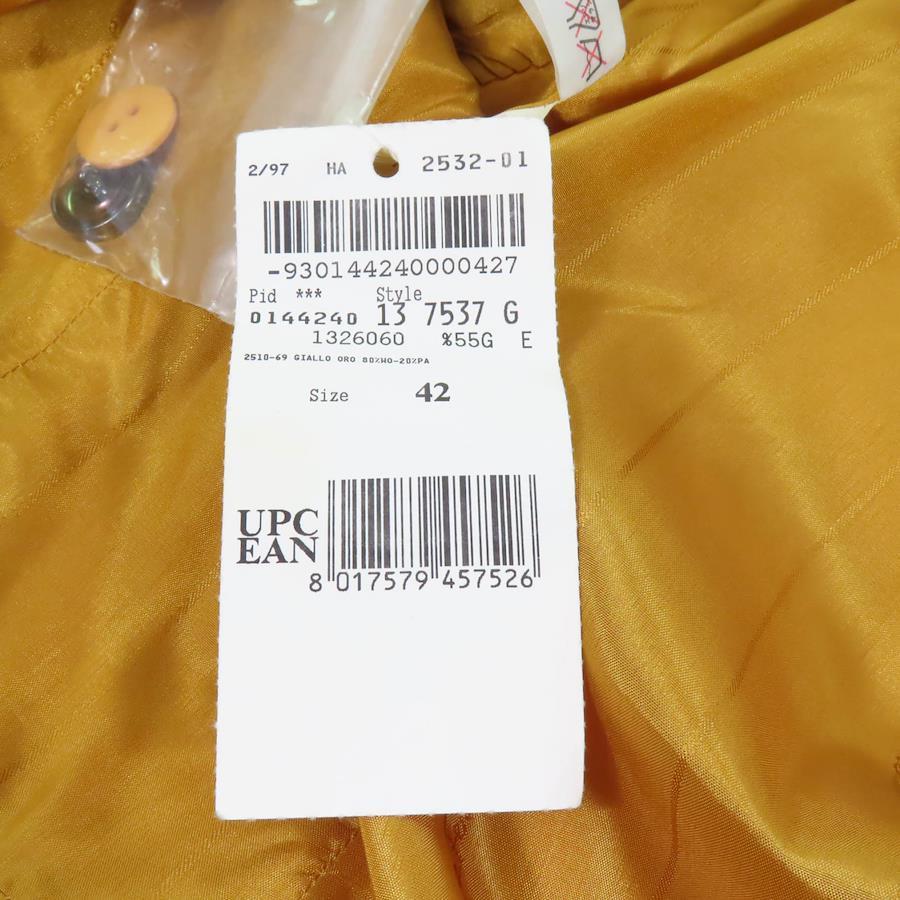 2/97 HA 2532-01
-930144240000427
Pid *** Style
0144240 13 7537 G
1326060 %55G E
2510-69 GIALLO ORO 80%WO-20%PA
Size 42
UPC
EAN
8 017579 457526